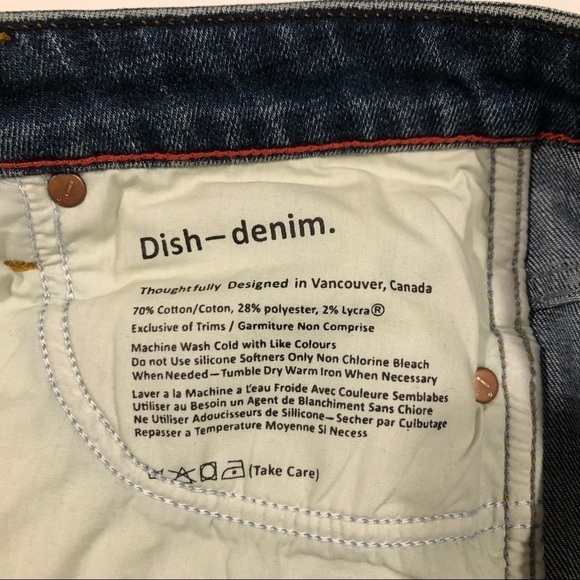 Dish—denim.
Thoughtfully Designed in Vancouver, Canada
70% Cotton/Coton, 28% polyester, 2% Lycra®
Exclusive of Trims / Garmiture Non Comprise
Machine Wash Cold with Like Colours
Do not Use silicone Softners Only Non Chlorine Bleach
When Needed—Tumble Dry Warm Iron When Necessary
Laver a la Machine a L'eau Froide Avec Couleure Semblabes
Utiliser au Besoin un Agent de Blanchiment Sans Chlore
Ne Utiliser Adoucisseurs de Sillicone—Secher par Culbutage
Repasser a Temperature Moyenne Si Necess
(Take Care)